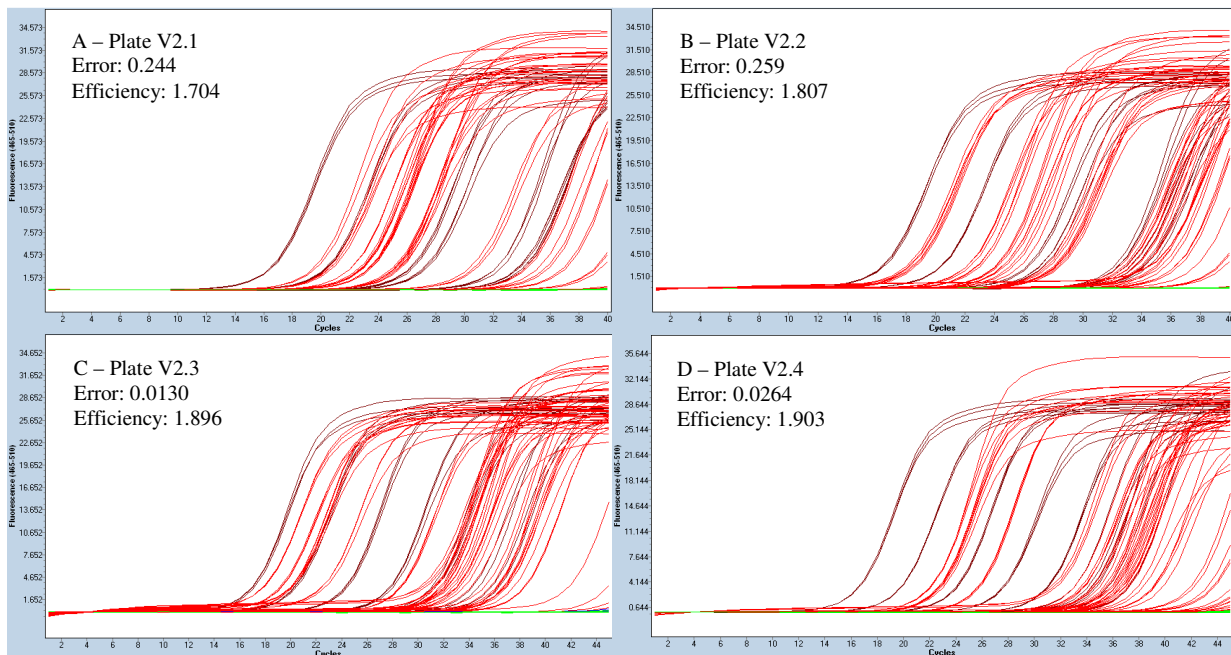 A – Plate V2.1
Error: 0.244
Efficiency: 1.704
34.573
31.573
28.573
25.573
22.573
19.573
16.573
13.573
10.573
7.573
4.573
1.573
Fluorescence (465-510)
2 4 6 8 10 12 14 16 18 20 22 24 26 28 30 32 34 36 38 40
Cycles
B – Plate V2.2
Error: 0.259
Efficiency: 1.807
34.510
31.510
28.510
25.510
22.510
19.510
16.510
13.510
10.510
7.510
4.510
1.510
Fluorescence (465-510)
2 4 6 8 10 12 14 16 18 20 22 24 26 28 30 32 34 36 38 40
Cycles
C – Plate V2.3
Error: 0.0130
Efficiency: 1.896
34.652
31.652
28.652
25.652
22.652
19.652
16.652
13.652
10.652
7.652
4.652
1.652
Fluorescence (465-510)
2 4 6 8 10 12 14 16 18 20 22 24 26 28 30 32 34 36 38 40 42 44
Cycles
D – Plate V2.4
Error: 0.0264
Efficiency: 1.903
35.644
32.144
28.644
25.144
21.644
18.144
14.644
11.144
7.644
4.144
0.644
Fluorescence (465-510)
2 4 6 8 10 12 14 16 18 20 22 24 26 28 30 32 34 36 38 40 42 44
Cycles